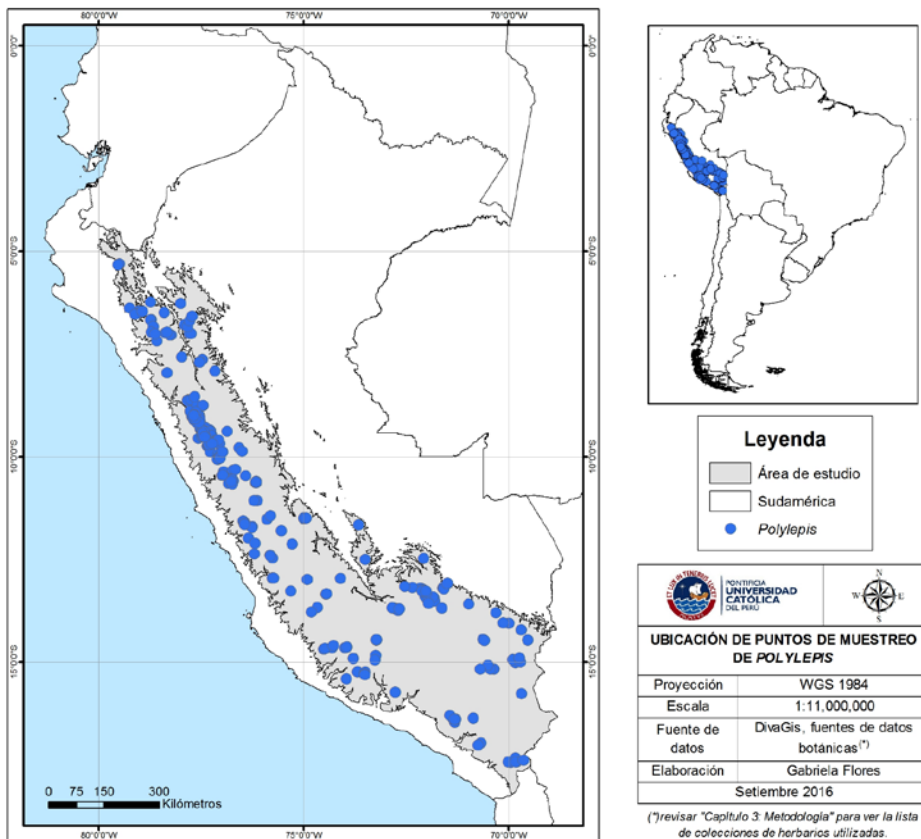 80°0'0"W
75°0'0"W
70°0'0"W
0°0'0"
0°0'0"
5°0'0"S
5°0'0"S
10°0'0"S
10°0'0"S
15°0'0"S
15°0'0"S
0 75 150 300
Kilómetros
80°0'0"W
75°0'0"W
70°0'0"W
Leyenda
Área de estudio
Sudamérica
Polylepis
PONTIFICIA
UNIVERSIDAD
CATÓLICA
DEL PERÚ
N
W E
S
UBICACIÓN DE PUNTOS DE MUESTREO
DE POLYLEPIS
Proyección WGS 1984
Escala 1:11,000,000
Fuente de datos DivaGis, fuentes de datos botánicas(*)
Elaboración Gabriela Flores
Setiembre 2016
(*)revisar "Capítulo 3: Metodología" para ver la lista
de colecciones de herbarios utilizadas.